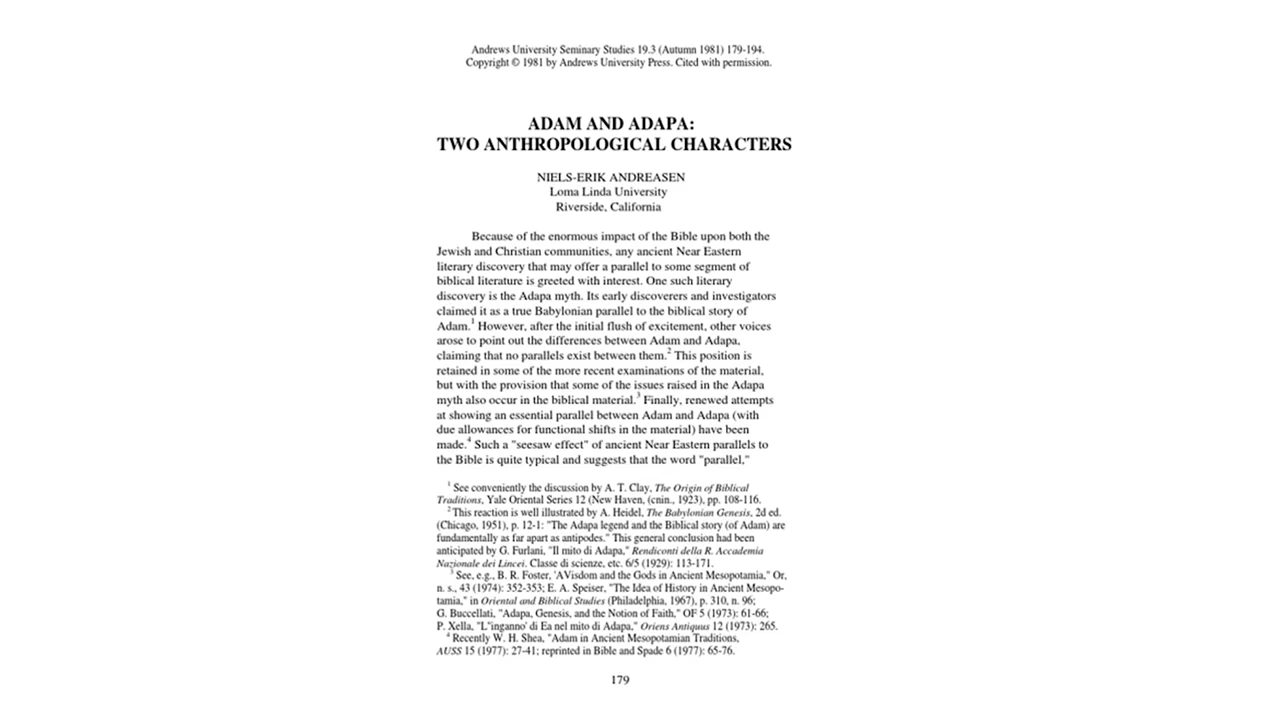 Andrews University Seminary Studies 19.3 (Autumn 1981) 179-194.
Copyright © 1981 by Andrews University Press. Cited with permission.
ADAM AND ADAPA:
TWO ANTHROPOLOGICAL CHARACTERS
NIELS-ERIK ANDREASEN
Loma Linda University
Riverside, California
Because of the enormous impact of the Bible upon both the
Jewish and Christian communities, any ancient Near Eastern
literary discovery that may offer a parallel to some segment of
biblical literature is greeted with interest. One such literary
discovery is the Adapa myth. Its early discoverers and investigators
claimed it as a true Babylonian parallel to the biblical story of
Adam.1 However, after the initial flush of excitement, other voices
arose to point out the differences between Adam and Adapa,
claiming that no parallels exist between them.2 This position is
retained in some of the more recent examinations of the material,
but with the provision that some of the issues raised in the Adapa
myth also occur in the biblical material.3 Finally, renewed attempts
at showing an essential parallel between Adam and Adapa (with
due allowances for functional shifts in the material) have been
made.4 Such a "seesaw effect" of ancient Near Eastern parallels to
the Bible is quite typical and suggests that the word "parallel,"
1 See conveniently the discussion by A. T. Clay, The Origin of Biblical
Traditions, Yale Oriental Series 12 (New Haven, (cnin., 1923), pp. 108-116.
2 This reaction is well illustrated by A. Heidel, The Babylonian Genesis, 2d ed.
(Chicago, 1951), p. 12-1: "The Adapa legend and the Biblical story (of Adam) are
fundamentally as far apart as antipodes." This general conclusion had been
anticipated by G. Furlani, "Il mito di Adapa," Rendiconti della R. Accademia
Nazionale dei Lincei. Classe di scienze, etc. 6/5 (1929): 113-171.
3 See, e.g., B. R. Foster, 'AVisdom and the Gods in Ancient Mesopotamia," Or,
n. s., 43 (1974): 352-353; E. A. Speiser, "The Idea of History in Ancient Mesopo-
tamia," in Oriental and Biblical Studies (Philadelphia, 1967), p. 310, n. 96;
G. Buccellati, "Adapa, Genesis, and the Notion of Faith," OF 5 (1973): 61-66;
P. Xella, "L"inganno' di Ea nel mito di Adapa," Oriens Antiquus 12 (1973): 265.
4 Recently W. H. Shea, "Adam in Ancient Mesopotamian Traditions,
AUSS 15 (1977): 27-41; reprinted in Bible and Spade 6 (1977): 65-76.
179